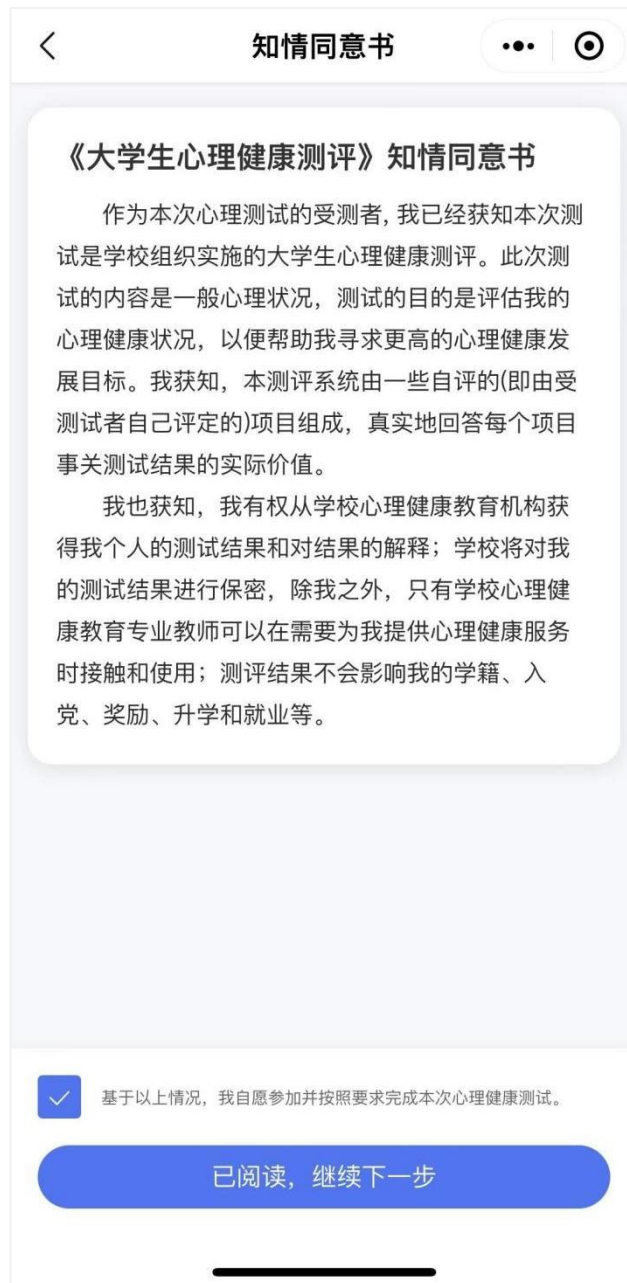 知情同意书
《大学生心理健康测评》知情同意书
作为本次心理测试的受测者,我已经获知本次测
试是学校组织实施的大学生心理健康测评。此次测
试的内容是一般心理状况，测试的目的是评估我的
心理健康状况，以便帮助我寻求更高的心理健康发
展目标。我获知，本测评系统由一些自评的(即由受
测试者自己评定的)项目组成，真实地回答每个项目
事关测试结果的实际价值。
我也获知，我有权从学校心理健康教育机构获
得我个人的测试结果和对结果的解释；学校将对我
的测试结果进行保密，除我之外，只有学校心理健
康教育专业教师可以在需要为我提供心理健康服务
时接触和使用；测评结果不会影响我的学籍、入
党、奖励、升学和就业等。
基于以上情况，我自愿参加并按照要求完成本次心理健康测试。
已阅读，继续下一步